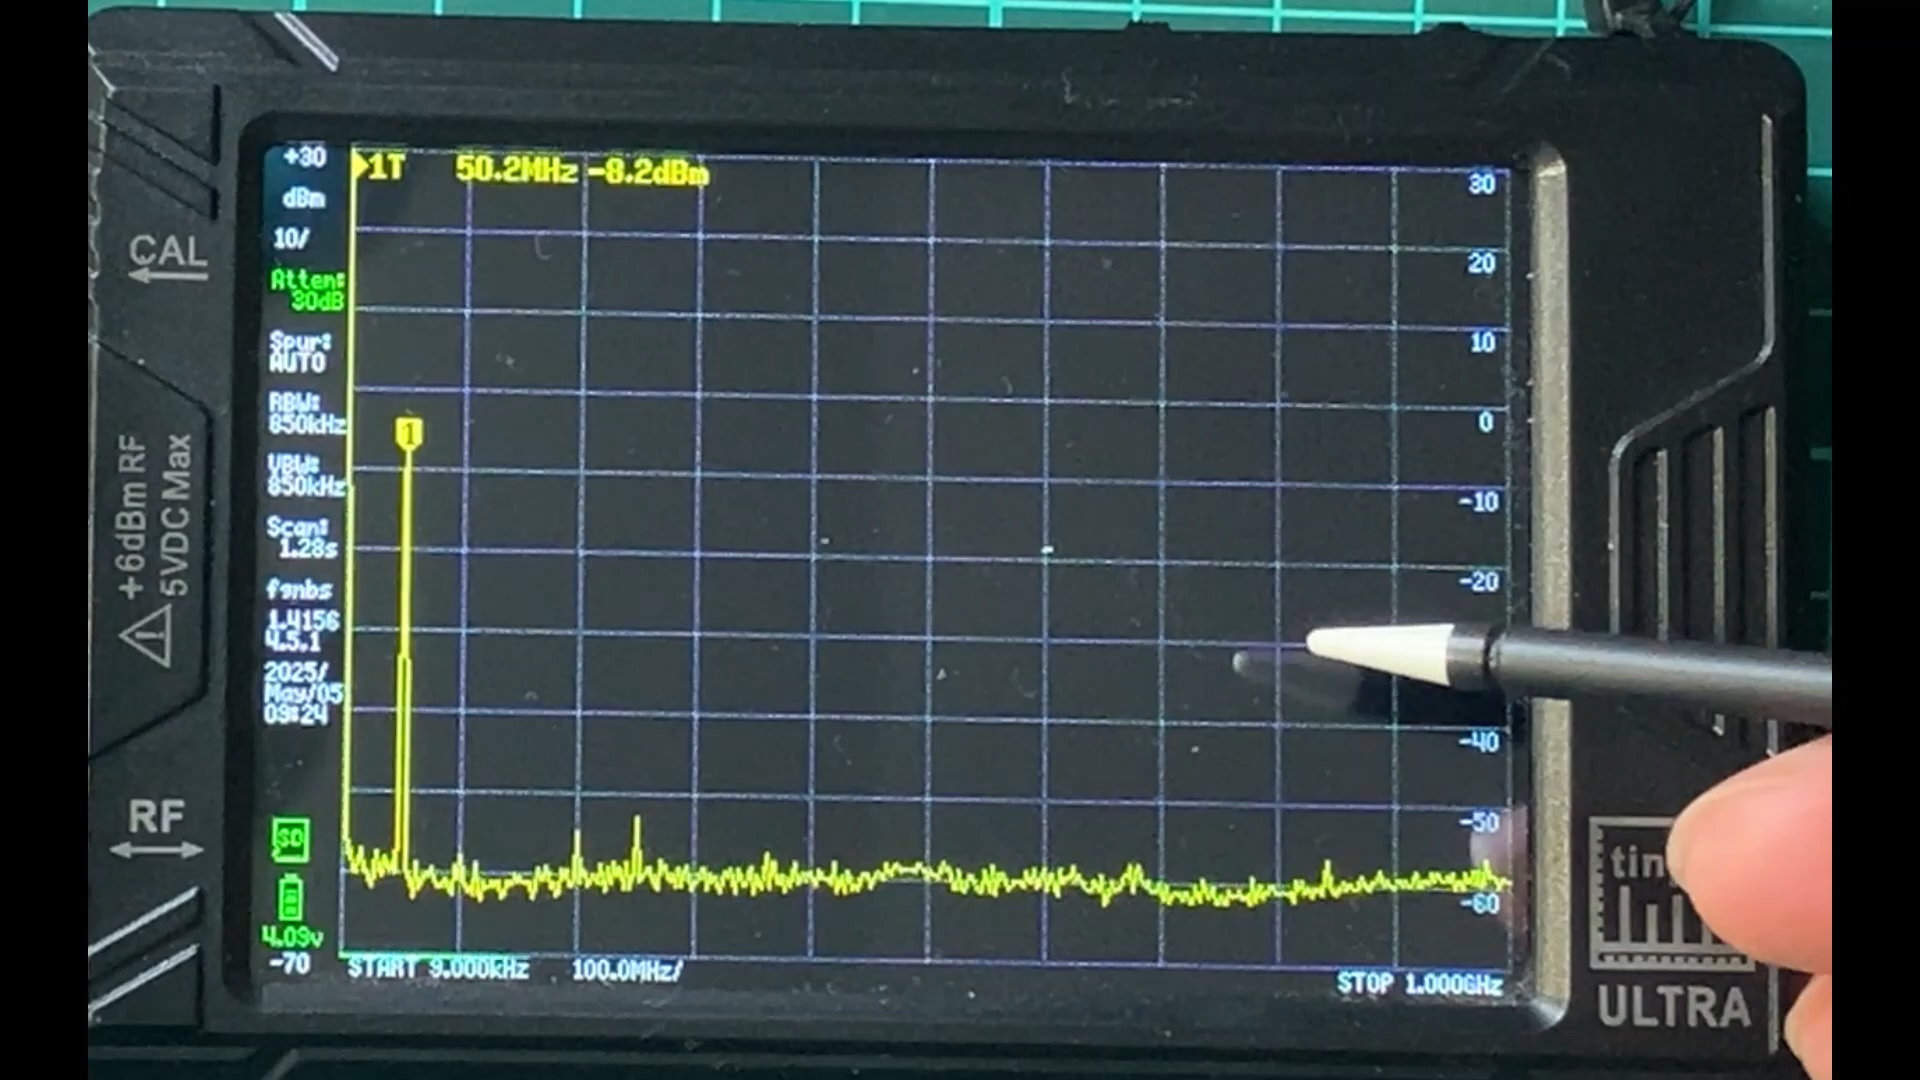 +30
dBm
10/
Atten:
30dB
Spur:
AUTO
RBW:
850kHz
VBW:
850kHz
Scan:
1.28s
fgnbs
1.4156
4.5.1
2025/
May/05
09:24
SD
4.09v
-70
1T 50.2MHz -8.2dBm
1
30
20
10
0
-10
-20
-40
-50
-60
START 9.000kHz 100.0MHz/ STOP 1.000GHz
CAL
+6dBm RF
5VDC Max
RF
ULTRA